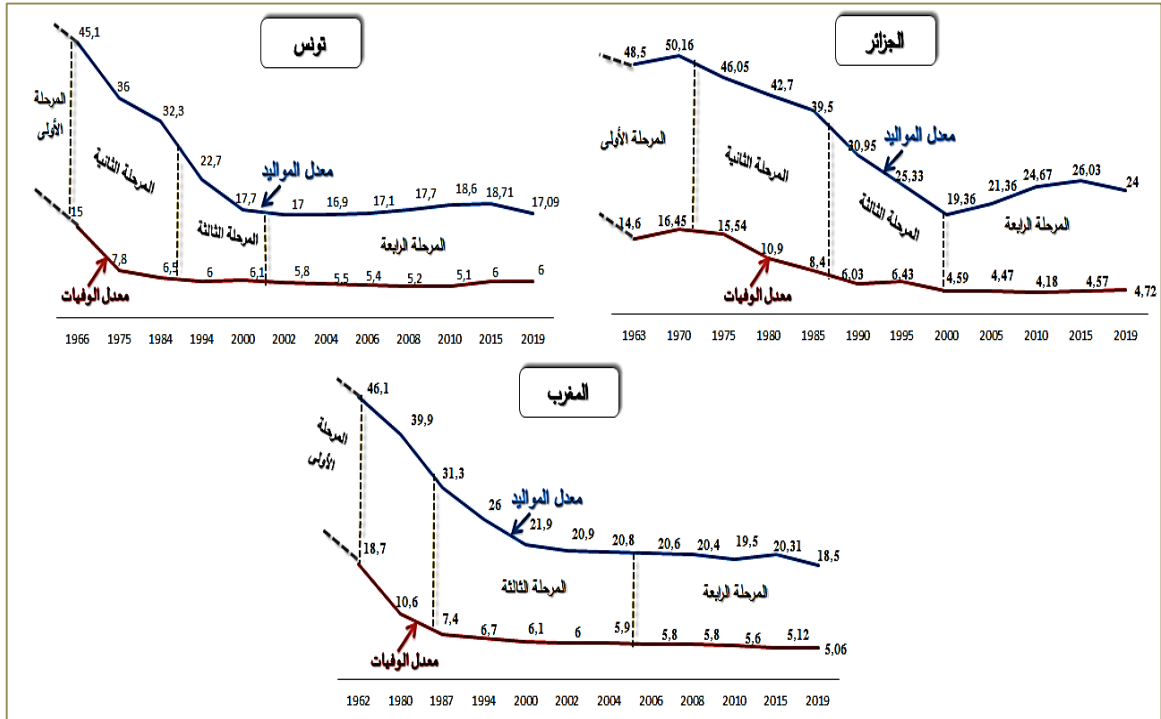 تونس
45,1
36
32,3
22,7
17,7
17
16,9
17,1
17,7
18,6
18,71
17,09
معدل المواليد
المرحلة
الأولى
المرحلة الثانية
المرحلة الثالثة
المرحلة الرابعة
15
7,8
6,5
6
6,1
5,8
5,5
5,4
5,2
5,1
6
6
معدل الوفيات
1966 1975 1984 1994 2000 2002 2004 2006 2008 2010 2015 2019
الجزائر
48,5
50,16
46,05
42,7
39,5
30,95
25,33
19,36
21,36
24,67
26,03
24
معدل المواليد
المرحلة الأولى
المرحلة الثانية
المرحلة الثالثة
المرحلة الرابعة
14,6
16,45
15,54
10,9
8,4
6,03
6,43
4,59
4,47
4,18
4,57
4,72
معدل الوفيات
1963 1970 1975 1980 1985 1990 1995 2000 2005 2010 2015 2019
المغرب
46,1
39,9
31,3
26
21,9
20,9
20,8
20,6
20,4
19,5
20,31
18,5
معدل المواليد
المرحلة
الأولى
المرحلة الثالثة
المرحلة الرابعة
18,7
10,6
7,4
6,7
6,1
6
5,9
5,8
5,8
5,6
5,12
5,06
معدل الوفيات
1962 1980 1987 1994 2000 2002 2004 2006 2008 2010 2015 2019